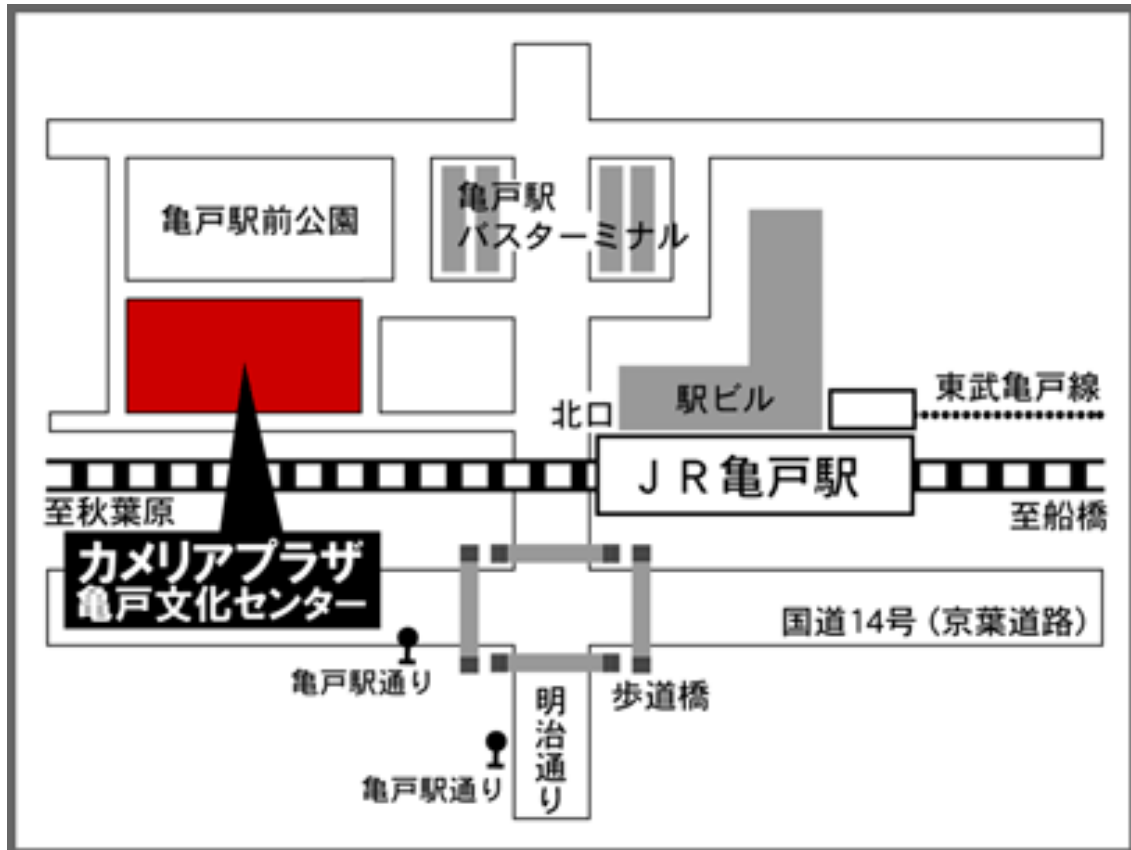 亀戸駅前公園
亀戸駅
バスターミナル
駅ビル
東武亀戸線
北口
JR亀戸駅
至秋葉原
至船橋
カメリアプラザ
亀戸文化センター
国道14号(京葉道路)
亀戸駅通り
歩道橋
明治通り
亀戸駅通り